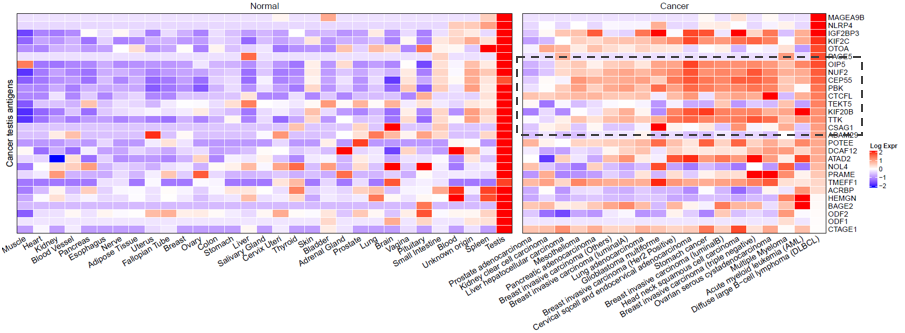 Normal
Cancer
Cancer testis antigens
MAGEA9B
NLRP4
IGF2BP3
KIF2C
OTOA
PAGE5
OIP5
NUF2
CEP55
PBK
CTCFL
TEKT5
KIF20B
TTK
CSAG1
ADAM29
POTEE
DCAF12
ATAD2
NOL4
PRAME
TMEFF1
ACRBP
HEMGN
BAGE2
ODF2
ODF1
CTAGE1
Log Expr
2
1
0
-1
-2
Muscle
Heart
Kidney
Blood Vessel
Pancreas
Esophagus
Nerve
Adipose Tissue
Uterus
Fallopian Tube
Breast
Ovary
Colon
Stomach
Liver
Salivary Gland
Cervix Uteri
Thyroid
Skin
Bladder
Adrenal Gland
Prostate
Lung
Brain
Vagina
Pituitary
Small Intestine
Blood
Unknown origin
Spleen
Testis
Prostate adenocarcinoma
Kidney clear cell carcinoma
Liver hepatocellular carcinoma
Mesothelioma
Pancreatic adenocarcinoma
Breast invasive carcinoma (Others)
Breast invasive carcinoma (luminalA)
Lung adenocarcinoma
Glioblastoma multiforme
Breast invasive carcinoma (Her2 Positive)
Cervical sqcell and endocervical adenocarcinoma
Stomach cancer
Breast invasive carcinoma (luminalB)
Head neck squamous cell carcinoma
Breast invasive carcinoma (triple negative)
Ovarian serous cystadenocarcinoma
Multiple Myeloma
Acute myeloid leukemia (AML)
Diffuse large B-cell lymphoma (DLBCL)